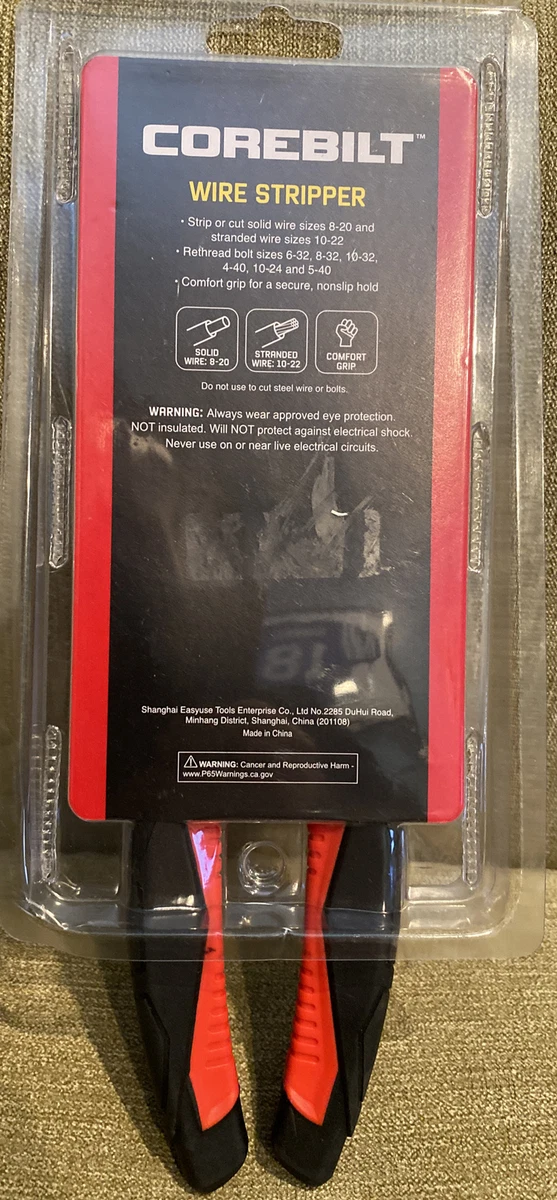 COREBILT™
WIRE STRIPPER
• Strip or cut solid wire sizes 8-20 and
stranded wire sizes 10-22
• Rethread bolt sizes 6-32, 8-32, 10-32,
4-40, 10-24 and 5-40
• Comfort grip for a secure, nonslip hold
SOLID
WIRE: 8-20
STRANDED
WIRE: 10-22
COMFORT
GRIP
Do not use to cut steel wire or bolts.
WARNING: Always wear approved eye protection.
NOT insulated. Will NOT protect against electrical shock.
Never use on or near live electrical circuits.
18
Shanghai Easyuse Tools Enterprise Co., Ltd No.2285 DuHui Road,
Minhang District, Shanghai, China (201108)
Made in China
⚠ WARNING: Cancer and Reproductive Harm -
www.P65Warnings.ca.gov